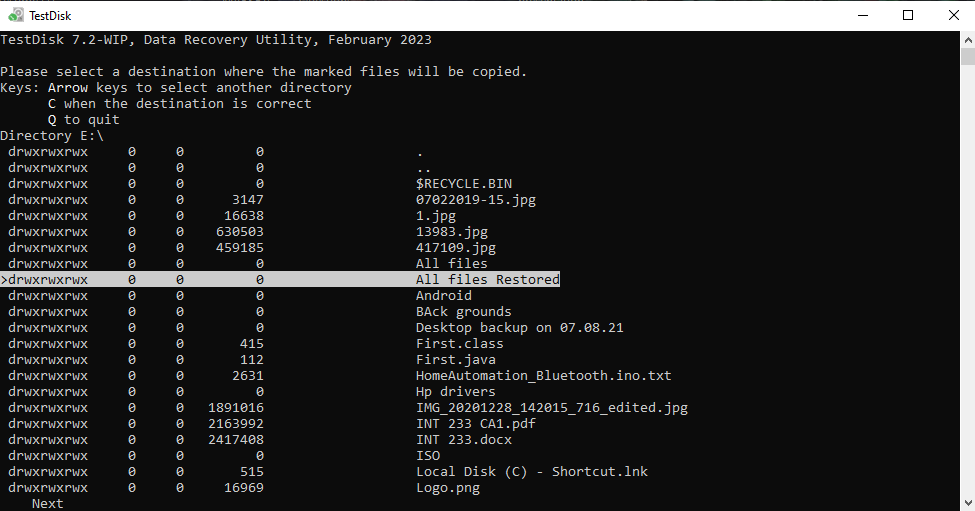 TestDisk
TestDisk 7.2-WIP, Data Recovery Utility, February 2023
Please select a destination where the marked files will be copied.
Keys: Arrow keys to select another directory
C when the destination is correct
Q to quit
Directory E:\
drwxrwxrwx 0 0 0 .
drwxrwxrwx 0 0 0 ..
drwxrwxrwx 0 0 0 $RECYCLE.BIN
drwxrwxrwx 0 0 3147 07022019-15.jpg
drwxrwxrwx 0 0 16638 1.jpg
drwxrwxrwx 0 0 630503 13983.jpg
drwxrwxrwx 0 0 459185 417109.jpg
drwxrwxrwx 0 0 0 All files
>drwxrwxrwx 0 0 0 All files Restored
drwxrwxrwx 0 0 0 Android
drwxrwxrwx 0 0 0 BAck grounds
drwxrwxrwx 0 0 0 Desktop backup on 07.08.21
drwxrwxrwx 0 0 415 First.class
drwxrwxrwx 0 0 112 First.java
drwxrwxrwx 0 0 2631 HomeAutomation_Bluetooth.ino.txt
drwxrwxrwx 0 0 0 Hp drivers
drwxrwxrwx 0 0 1891016 IMG_20201228_142015_716_edited.jpg
drwxrwxrwx 0 0 2163992 INT 233 CA1.pdf
drwxrwxrwx 0 0 2417408 INT 233.docx
drwxrwxrwx 0 0 0 ISO
drwxrwxrwx 0 0 515 Local Disk (C) - Shortcut.lnk
drwxrwxrwx 0 0 16969 Logo.png
Next